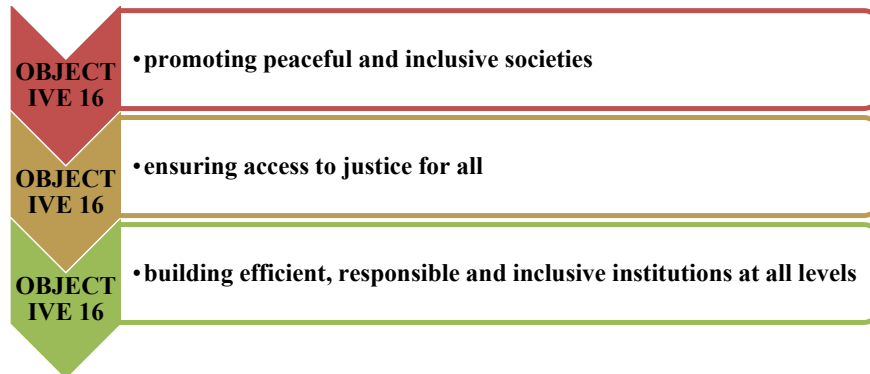 OBJECT
IVE 16
•promoting peaceful and inclusive societies
OBJECT
IVE 16
•ensuring access to justice for all
OBJECT
IVE 16
•building efficient, responsible and inclusive institutions at all levels